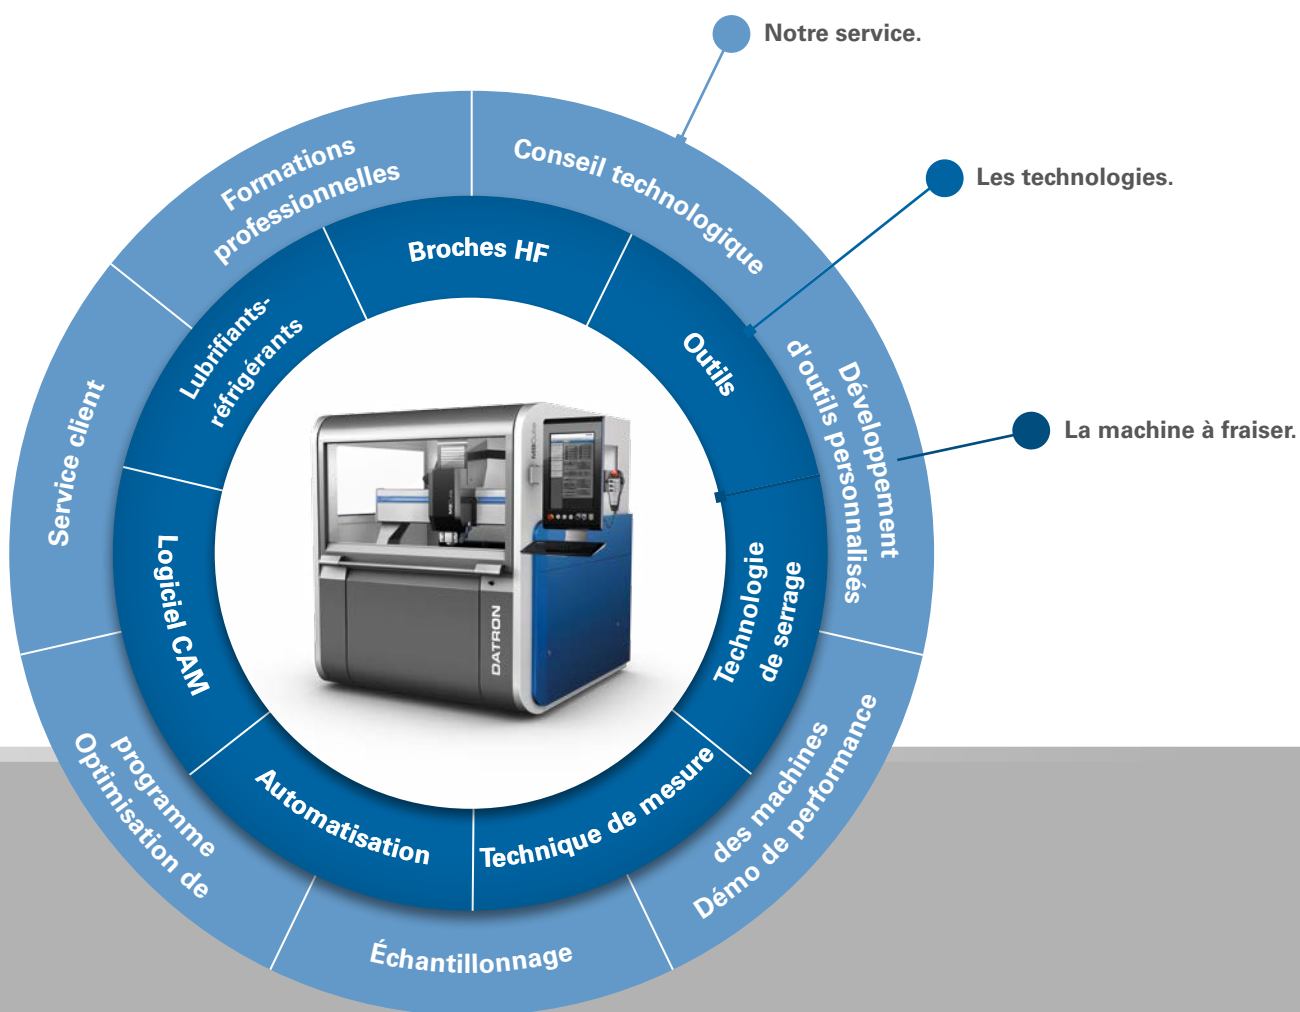 Notre service.
Les technologies.
La machine à fraiser.
Formations
professionnelles
Conseil technologique
Développement
d'outils personnalisés
Démo de performance
des machines
Échantillonnage
Optimisation de
programme
Service client
Broches HF
Outils
Technologie
de serrage
Technique de mesure
Automatisation
Logiciel CAM
Lubrifiants-
réfrigérants
DATRON